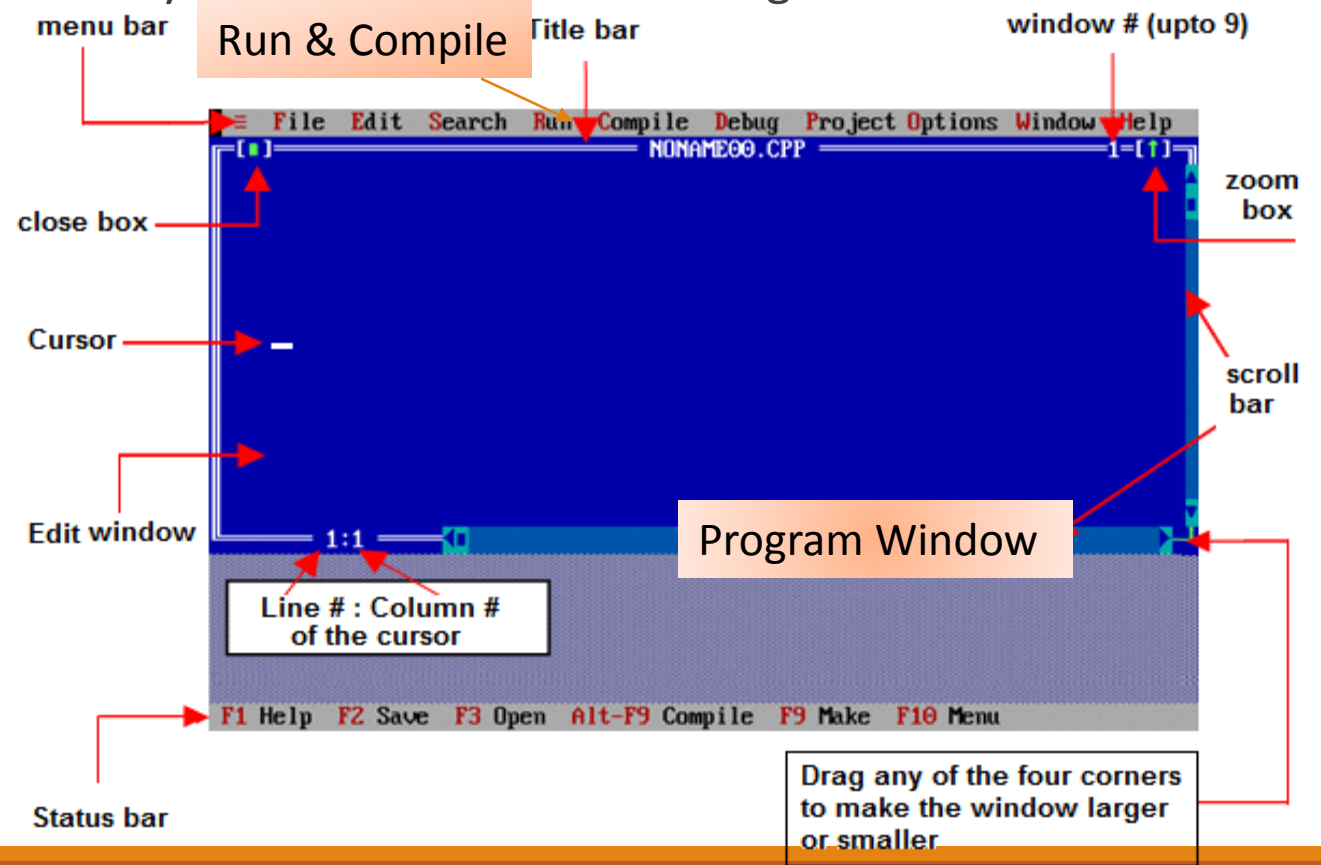 menu bar
Run & Compile
Title bar
window # (upto 9)
≡ File Edit Search Run Compile Debug Project Options Window Help
[■] NONAME00.CPP 1=[↑]
zoom
box
close box
Cursor
scroll
bar
Edit window
1:1
Program Window
Line # : Column #
of the cursor
F1 Help F2 Save F3 Open Alt-F9 Compile F9 Make F10 Menu
Status bar
Drag any of the four corners
to make the window larger
or smaller